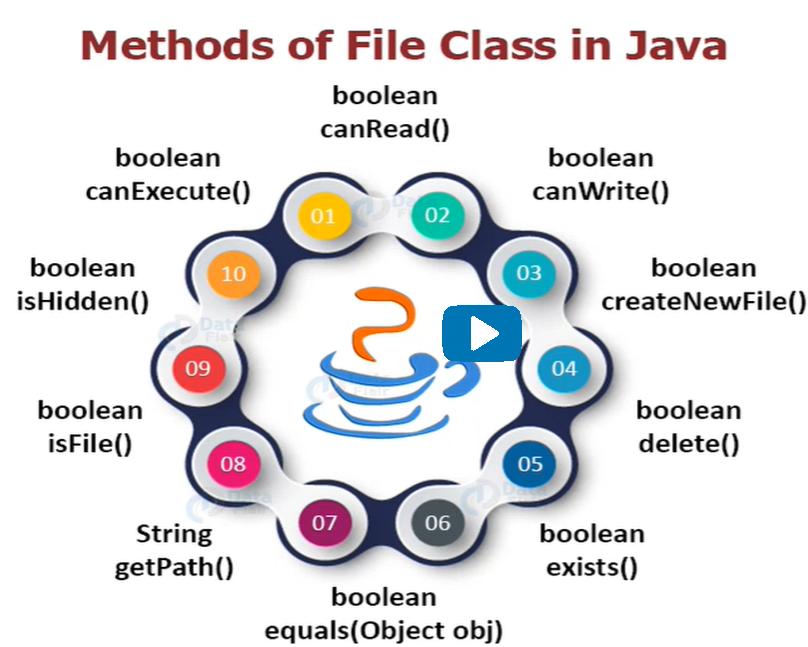 Methods of File Class in Java
boolean
canRead()
boolean
canExecute()
boolean
canWrite()
01
02
boolean
isHidden()
10
03
boolean
createNewFile()
Data
Flair
09
04
boolean
isFile()
boolean
delete()
08
05
07
06
String
getPath()
boolean
exists()
boolean
equals(Object obj)